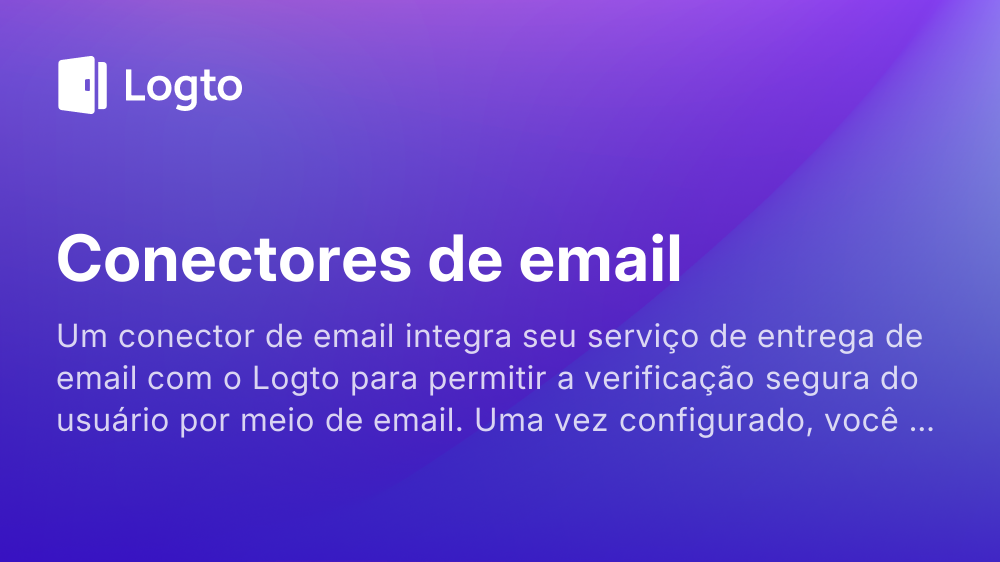 Logto
Conectores de email
Um conector de email integra seu serviço de entrega de
email com o Logto para permitir a verificação segura do
usuário por meio de email. Uma vez configurado, você ...